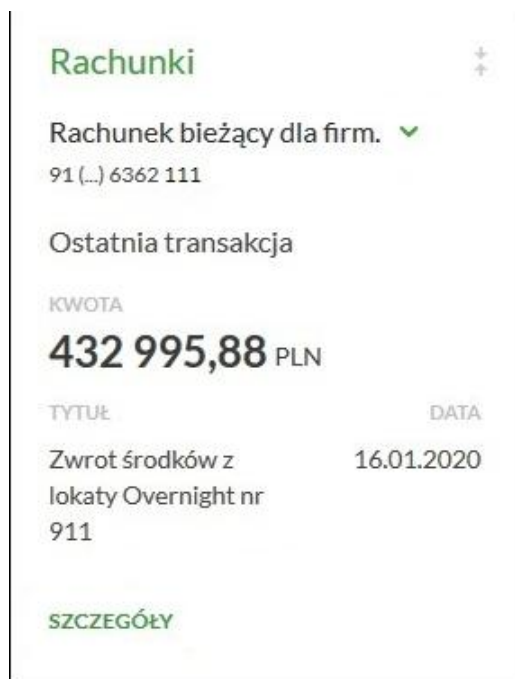 Rachunki
Rachunek bieżący dla firm.
91 (...) 6362 111
Ostatnia transakcja
KWOTA
432 995,88 PLN
TYTUŁ DATA
Zwrot środków z 16.01.2020
lokaty Overnight nr
911
SZCZEGÓŁY